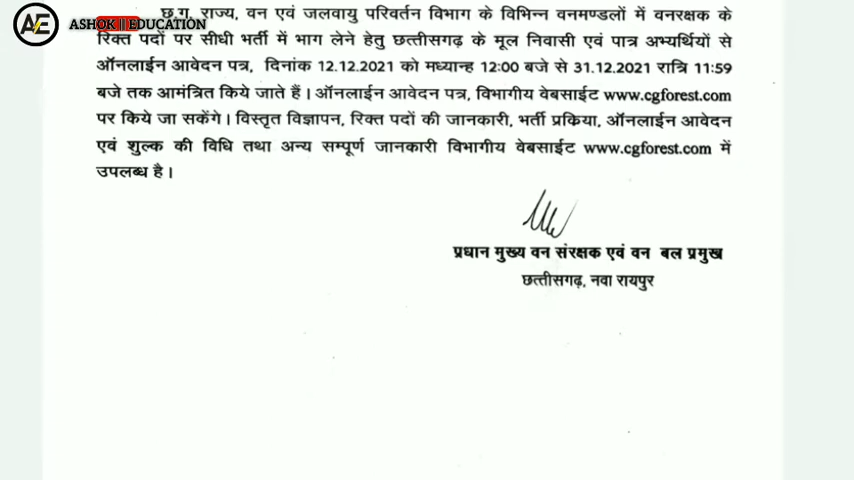 छ.ग. राज्य, वन एवं जलवायु परिवर्तन विभाग के विभिन्न वनमण्डलों में वनरक्षक के
ASHOK || EDUCATION
रिक्त पदों पर सीधी भर्ती में भाग लेने हेतु छत्तीसगढ़ के मूल निवासी एवं पात्र अभ्यर्थियों से
ऑनलाईन आवेदन पत्र, दिनांक 12.12.2021 को मध्यान्ह 12:00 बजे से 31.12.2021 रात्रि 11:59
बजे तक आमंत्रित किये जाते हैं। ऑनलाईन आवेदन पत्र, विभागीय वेबसाईट www.cgforest.com
पर किये जा सकेंगे। विस्तृत विज्ञापन, रिक्त पदों की जानकारी, भर्ती प्रक्रिया, ऑनलाईन आवेदन
एवं शुल्क की विधि तथा अन्य सम्पूर्ण जानकारी विभागीय वेबसाईट www.cgforest.com में
उपलब्ध है।
प्रधान मुख्य वन संरक्षक एवं वन बल प्रमुख
छत्तीसगढ़, नवा रायपुर